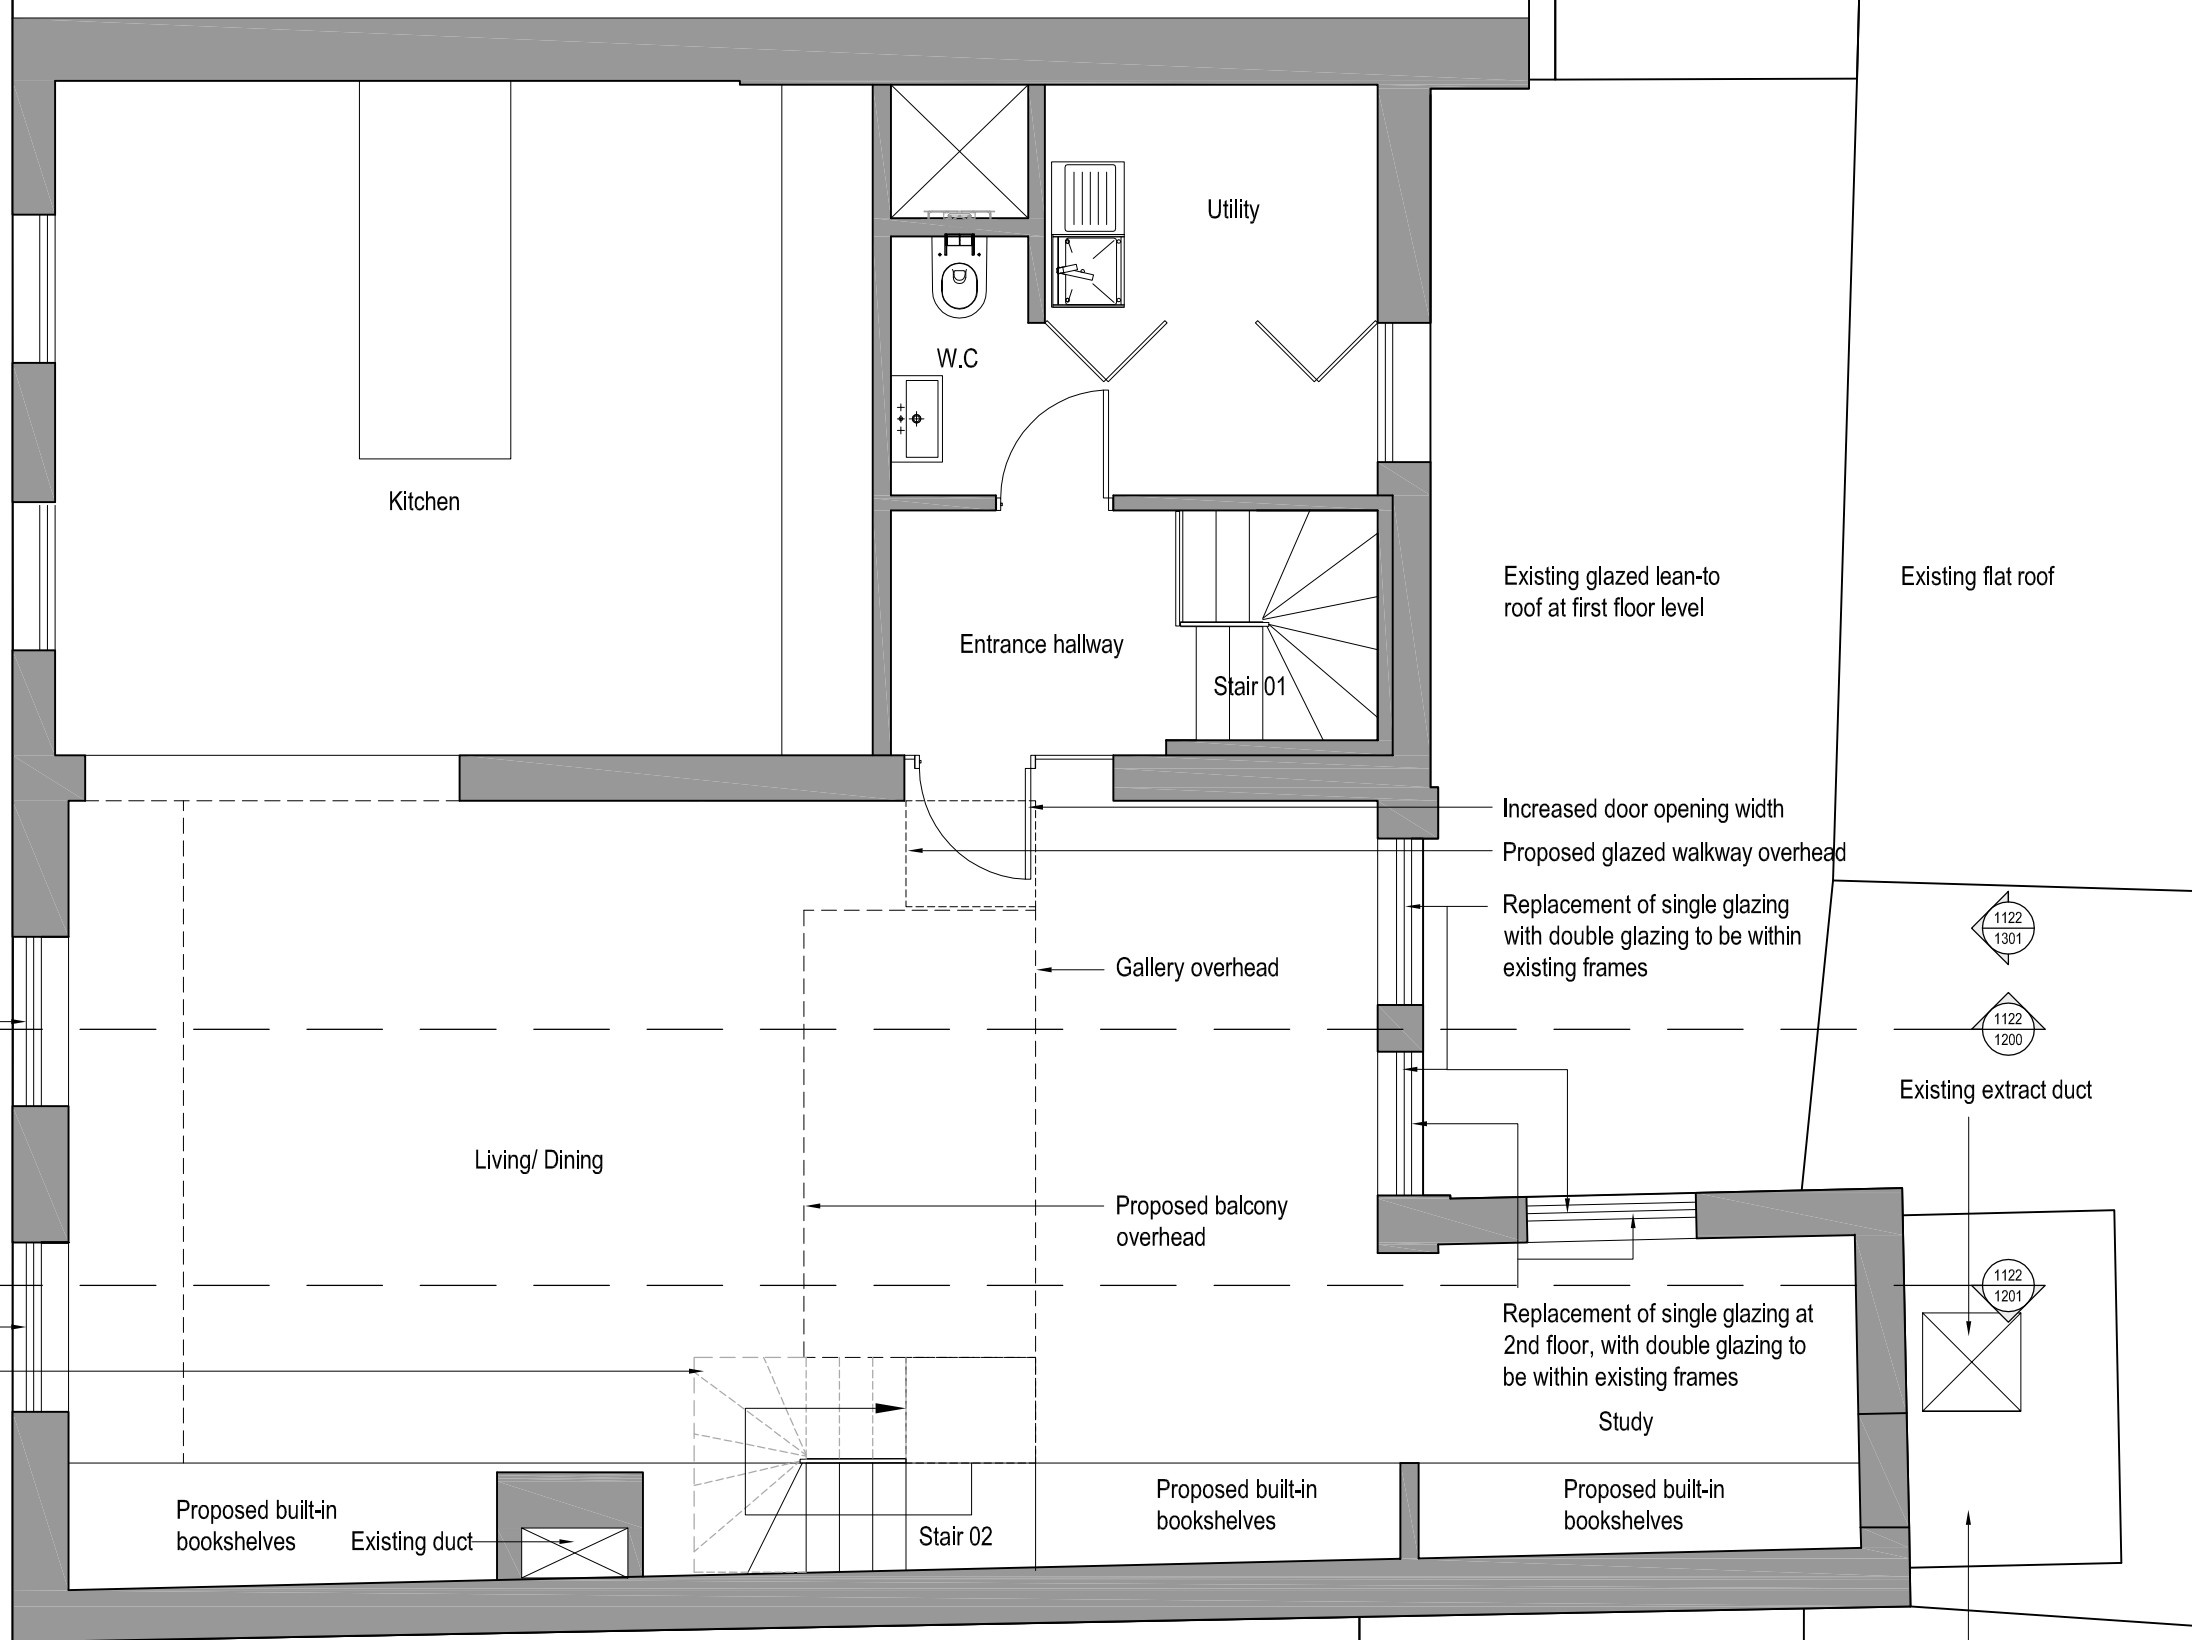 Utility
W.C
Kitchen
Existing glazed lean-to
roof at first floor level
Existing flat roof
Entrance hallway
Stair 01
Increased door opening width
Proposed glazed walkway overhead
Replacement of single glazing
with double glazing to be within
existing frames
1122
1301
Gallery overhead
1122
1200
Existing extract duct
Living/ Dining
Proposed balcony
overhead
1122
1201
Replacement of single glazing at
2nd floor, with double glazing to
be within existing frames
Study
Proposed built-in
bookshelves
Existing duct
Stair 02
Proposed built-in
bookshelves
Proposed built-in
bookshelves